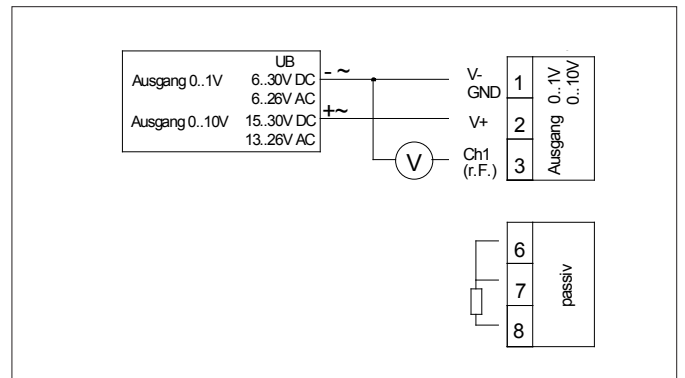 UB
Ausgang 0..1V 6..30V DC
6..26V AC
Ausgang 0..10V 15..30V DC
13..26V AC
- ~
+~
V
V-
GND
V+
Ch1
(r.F.)
1
2
3
Ausgang 0..1V
0..10V
6
7
8
passiv